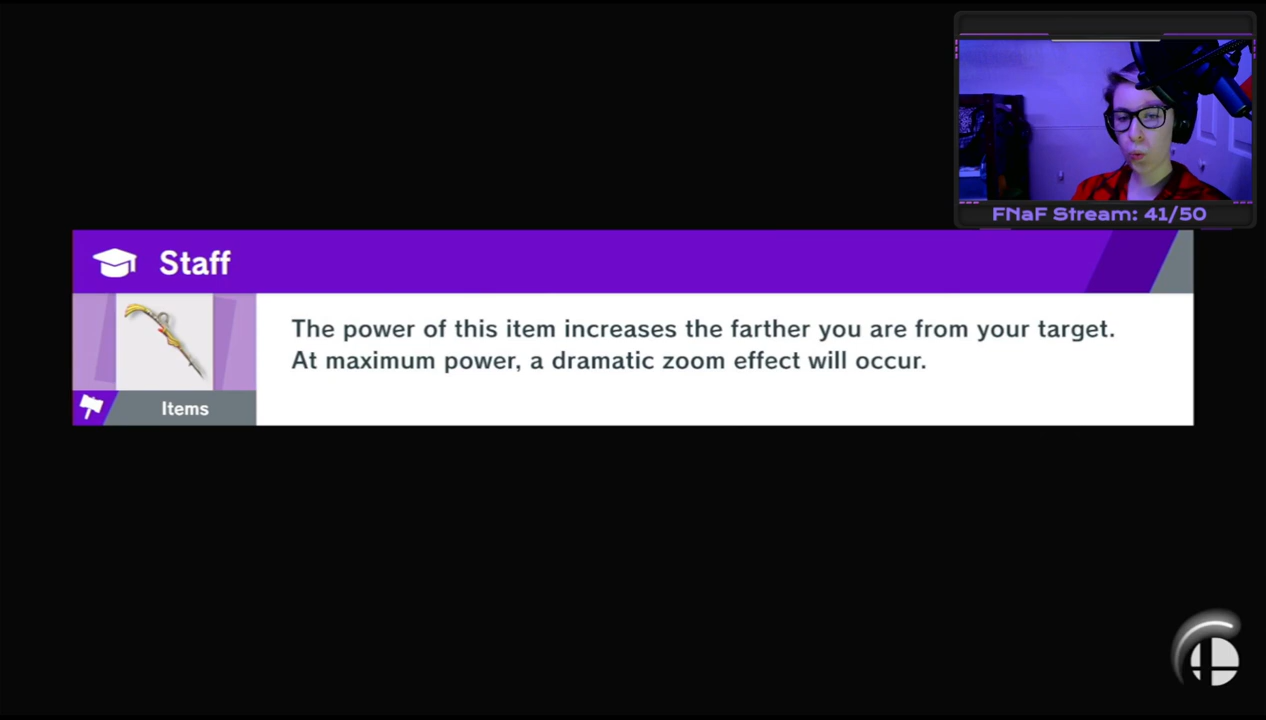 FNaF Stream: 41/50
Staff
The power of this item increases the farther you are from your target.
At maximum power, a dramatic zoom effect will occur.
Items